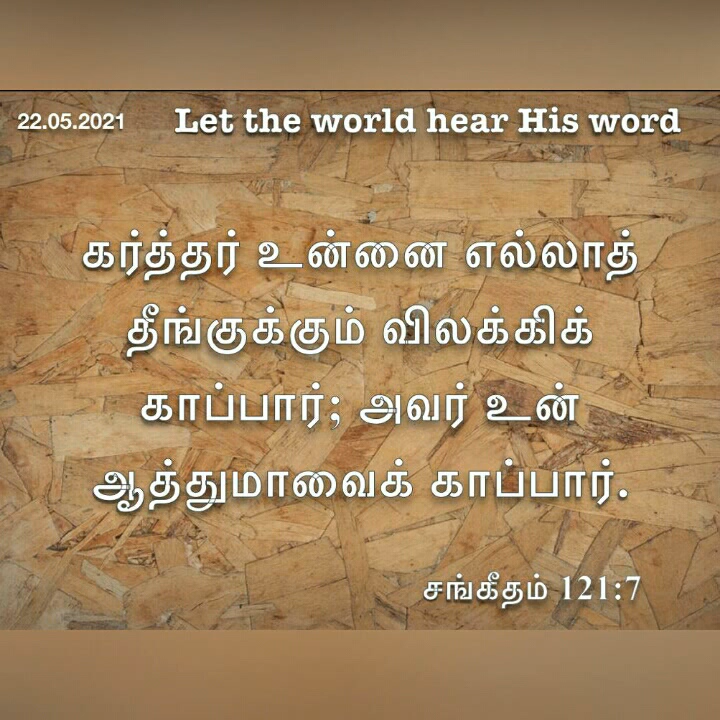 22.05.2021 Let the world hear His word
கர்த்தர் உன்னை எல்லாத்
தீங்குக்கும் விலக்கிக்
காப்பார்; அவர் உன்
ஆத்துமாவைக் காப்பார்.
சங்கீதம் 121:7